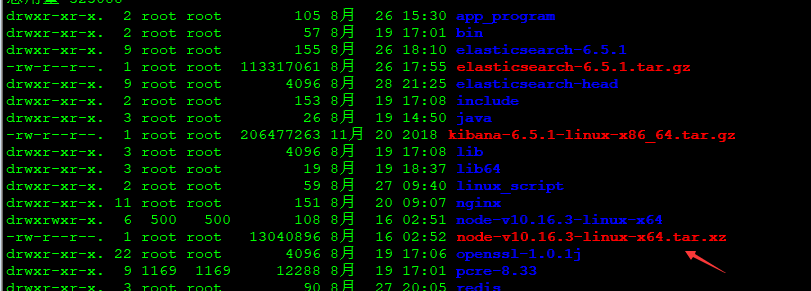 drwxr-xr-x. 2 root root 105 8月 26 15:30 app_program
drwxr-xr-x. 2 root root 57 8月 19 17:01 bin
drwxr-xr-x. 9 root root 155 8月 26 18:10 elasticsearch-6.5.1
-rw-r--r--. 1 root root 113317061 8月 26 17:55 elasticsearch-6.5.1.tar.gz
drwxr-xr-x. 9 root root 4096 8月 28 21:25 elasticsearch-head
drwxr-xr-x. 2 root root 153 8月 19 17:08 include
drwxr-xr-x. 3 root root 26 8月 19 14:50 java
-rw-r--r--. 1 root root 206477263 11月 20 2018 kibana-6.5.1-linux-x86_64.tar.gz
drwxr-xr-x. 3 root root 4096 8月 19 17:08 lib
drwxr-xr-x. 3 root root 19 8月 19 18:37 lib64
drwxr-xr-x. 2 root root 59 8月 27 09:40 linux_script
drwxr-xr-x. 11 root root 151 8月 20 09:07 nginx
drwxrwxr-x. 6 500 500 108 8月 16 02:51 node-v10.16.3-linux-x64
-rw-r--r--. 1 root root 13040896 8月 16 02:52 node-v10.16.3-linux-x64.tar.xz
drwxr-xr-x. 22 root root 4096 8月 19 17:06 openssl-1.0.1j
drwxr-xr-x. 9 1169 1169 12288 8月 19 17:01 pcre-8.33
drwxr-xr-x. 3 root root 90 8月 27 20:05 redis